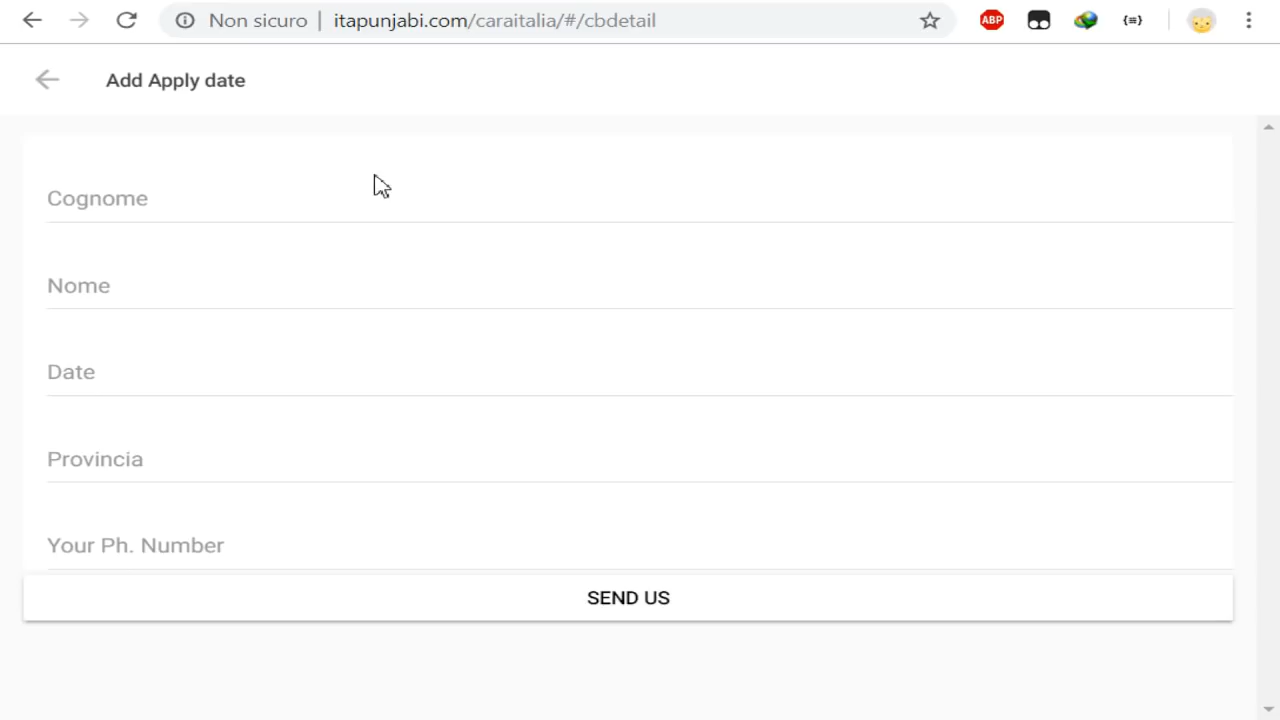 Non sicuro | itapunjabi.com/caraitalia/#/cbdetail
ABP
Add Apply date
Cognome
Nome
Date
Provincia
Your Ph. Number
SEND US